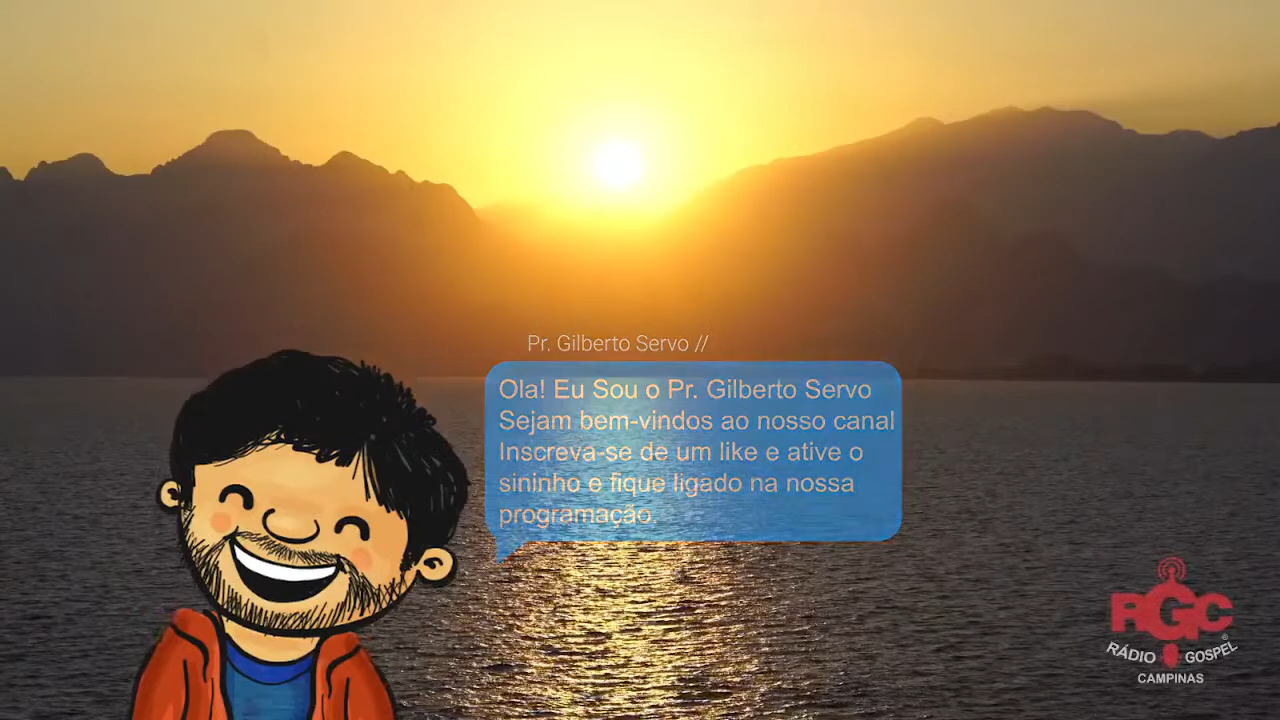 Pr. Gilberto Servo //
Ola! Eu Sou o Pr. Gilberto Servo
Sejam bem-vindos ao nosso canal
Inscreva-se de um like e ative o
sininho e fique ligado na nossa
programação.
RGC
®
RÁDIO GOSPEL
CAMPINAS